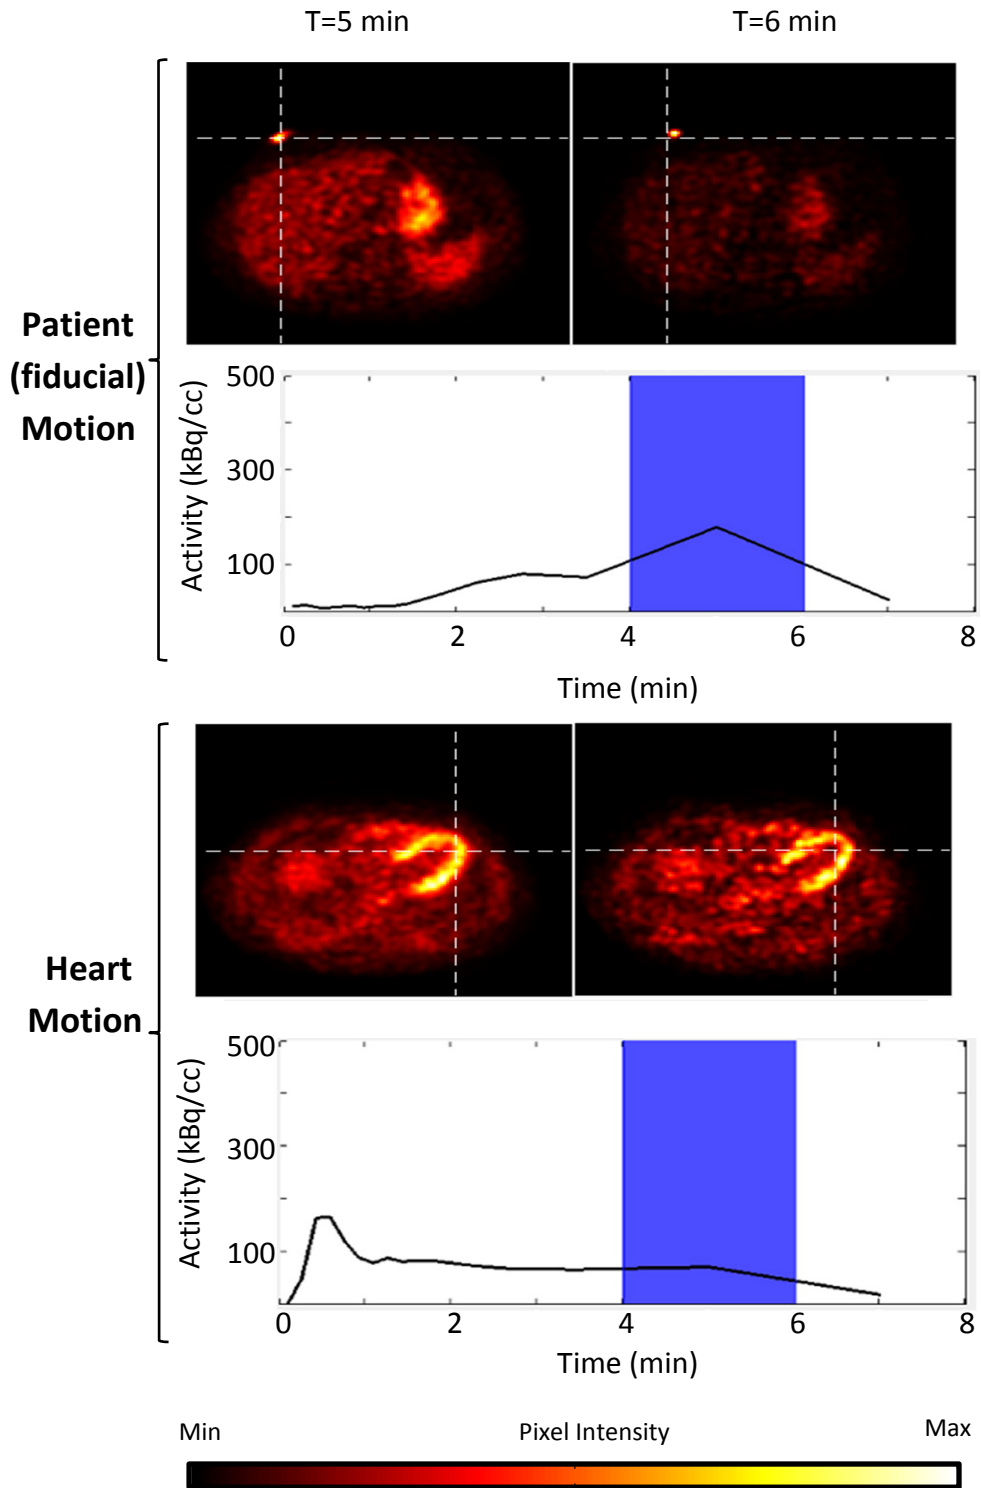 T=5 min
T=6 min
Patient
(fiducial)
Motion
Activity (kBq/cc)
500
300
100
0
2
4
6
8
Time (min)
Heart
Motion
Activity (kBq/cc)
500
300
100
0
2
4
6
8
Time (min)
Min
Pixel Intensity
Max